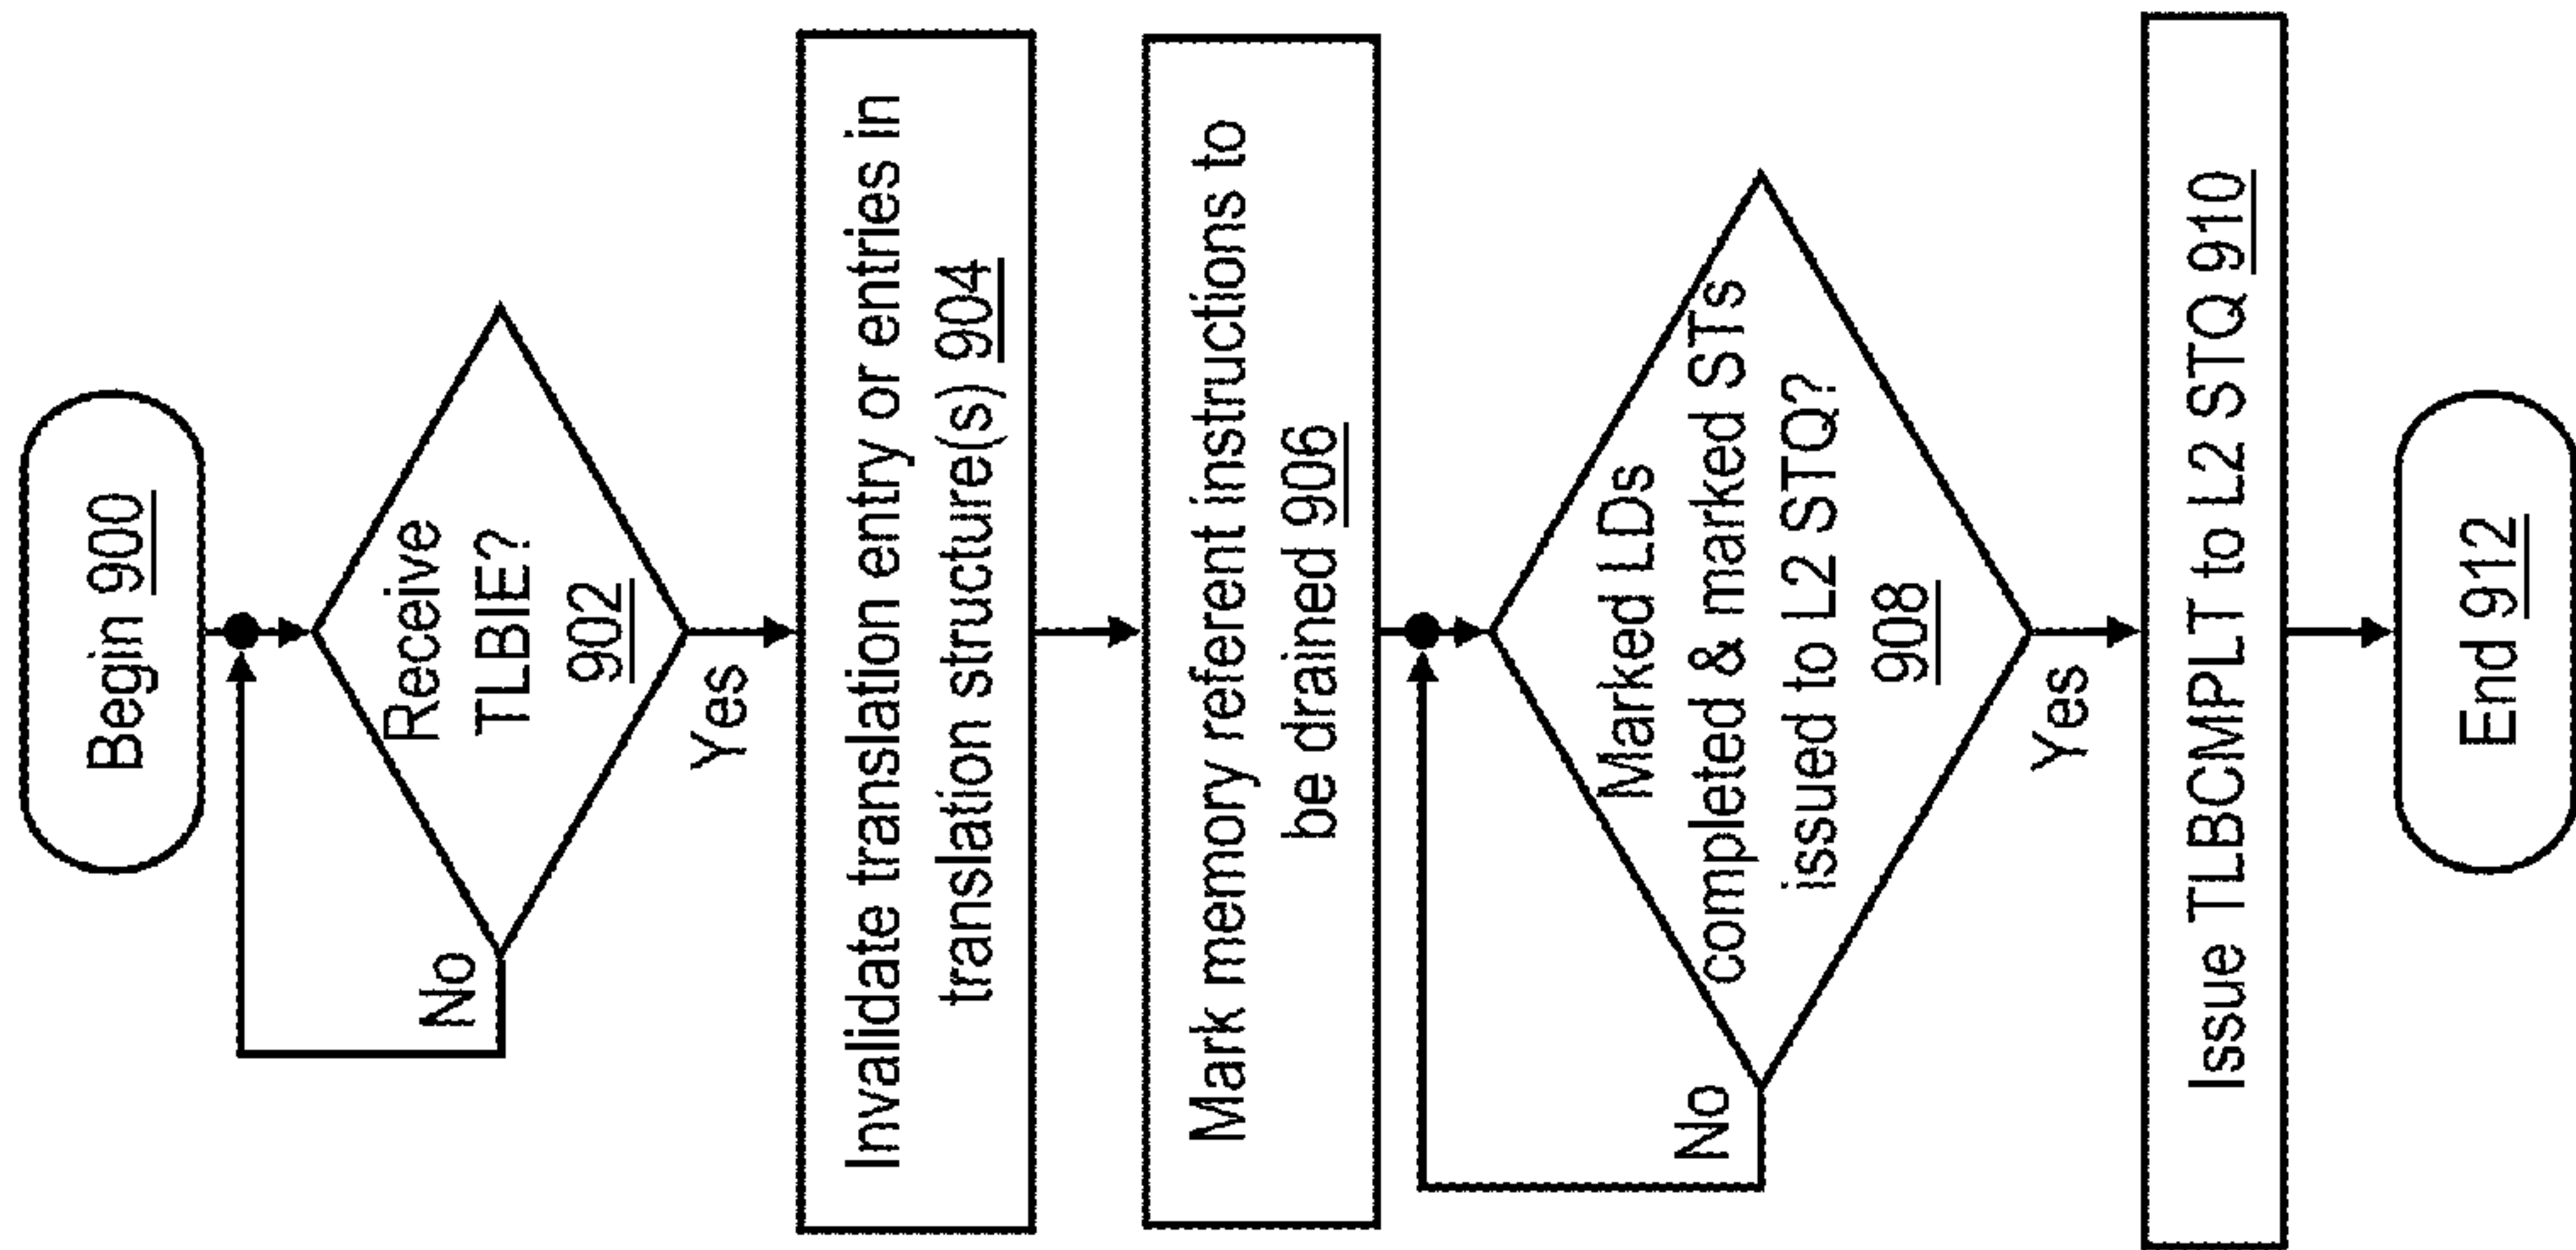 Begin 900
Receive
TLBIE?
902
No
Yes
Invalidate translation entry or entries in
translation structure(s) 904
Mark memory referent instructions to
be drained 906
Marked LDs
completed & marked STs
issued to L2 STQ?
908
No
Yes
Issue TLBCMPLT to L2 STQ 910
End 912